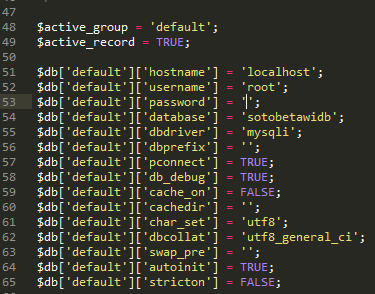 47
48 $active_group = 'default';
49 $active_record = TRUE;
50
51 $db['default']['hostname'] = 'localhost';
52 $db['default']['username'] = 'root';
53 $db['default']['password'] = '';
54 $db['default']['database'] = 'sotobetawidb';
55 $db['default']['dbdriver'] = 'mysqli';
56 $db['default']['dbprefix'] = '';
57 $db['default']['pconnect'] = TRUE;
58 $db['default']['db_debug'] = TRUE;
59 $db['default']['cache_on'] = FALSE;
60 $db['default']['cachedir'] = '';
61 $db['default']['char_set'] = 'utf8';
62 $db['default']['dbcollat'] = 'utf8_general_ci';
63 $db['default']['swap_pre'] = '';
64 $db['default']['autoinit'] = TRUE;
65 $db['default']['stricton'] = FALSE;